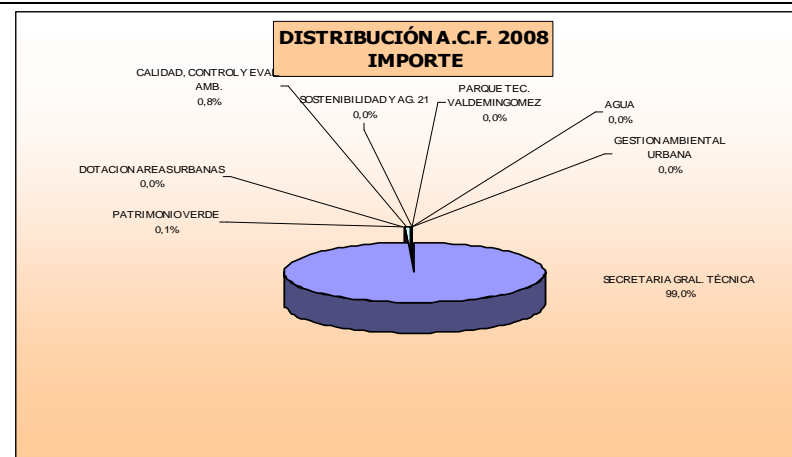 DISTRIBUCIÓN A.C.F. 2008
IMPORTE
CALIDAD, CONTROL Y EVAL.
AMB.
0,8%
SOSTENIBILIDAD Y AG. 21
0,0%
PARQUE TEC.
VALDEMINGOMEZ
0,0%
AGUA
0,0%
GESTION AMBIENTAL
URBANA
0,0%
DOTACION AREAS URBANAS
0,0%
PATRIMONIO VERDE
0,1%
SECRETARIA GRAL. TÉCNICA
99,0%